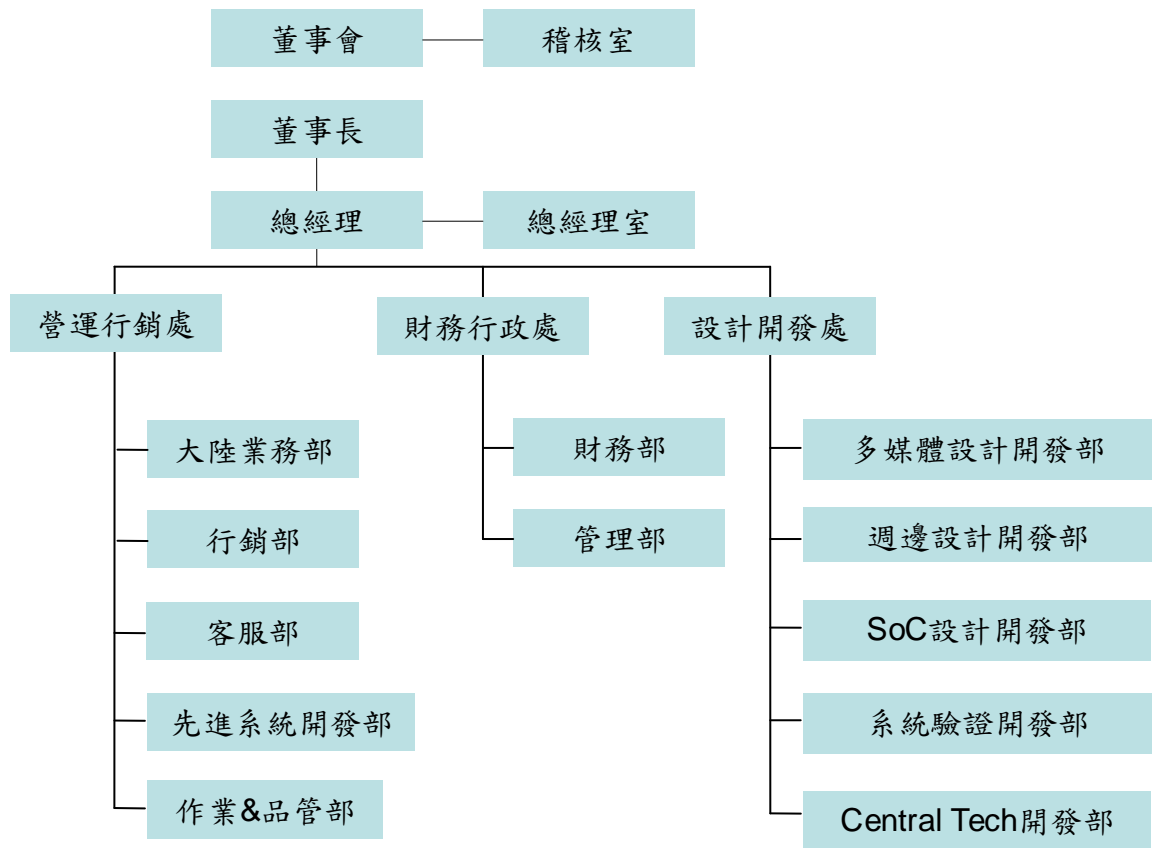 董事會
稽核室
董事長
總經理
總經理室
營運行銷處
財務行政處
設計開發處
大陸業務部
行銷部
客服部
先進系統開發部
作業&品管部
財務部
管理部
多媒體設計開發部
週邊設計開發部
SoC設計開發部
系統驗證開發部
Central Tech開發部